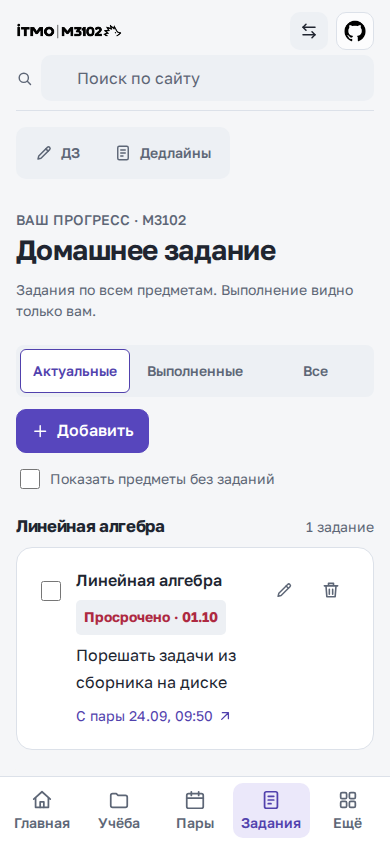 iTMO | M3102
Поиск по сайту
ДЗ Дедлайны
ВАШ ПРОГРЕСС · M3102
Домашнее задание
Задания по всем предметам. Выполнение видно
только вам.
Актуальные Выполненные Все
+ Добавить
Показать предметы без заданий
Линейная алгебра 1 задание
Линейная алгебра
Просрочено · 01.10
Порешать задачи из
сборника на диске
С пары 24.09, 09:50 ↗
Главная Учёба Пары Задания Ещё